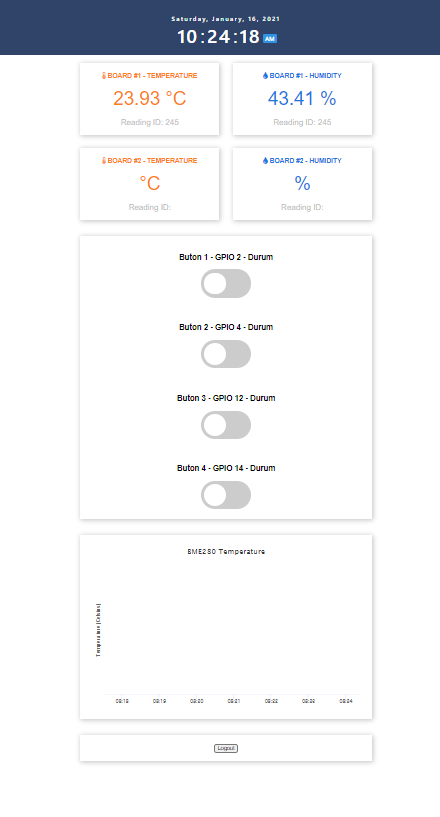 Saturday, January, 16, 2021
10:24:18 AM
BOARD #1 - TEMPERATURE
23.93 °C
Reading ID: 245
BOARD #1 - HUMIDITY
43.41 %
Reading ID: 245
BOARD #2 - TEMPERATURE
°C
Reading ID:
BOARD #2 - HUMIDITY
%
Reading ID:
Buton 1 - GPIO 2 - Durum
Buton 2 - GPIO 4 - Durum
Buton 3 - GPIO 12 - Durum
Buton 4 - GPIO 14 - Durum
BME280 Temperature
Temperature (Celsius)
08:18 08:19 08:20 08:21 08:22 08:23 08:24
Logout